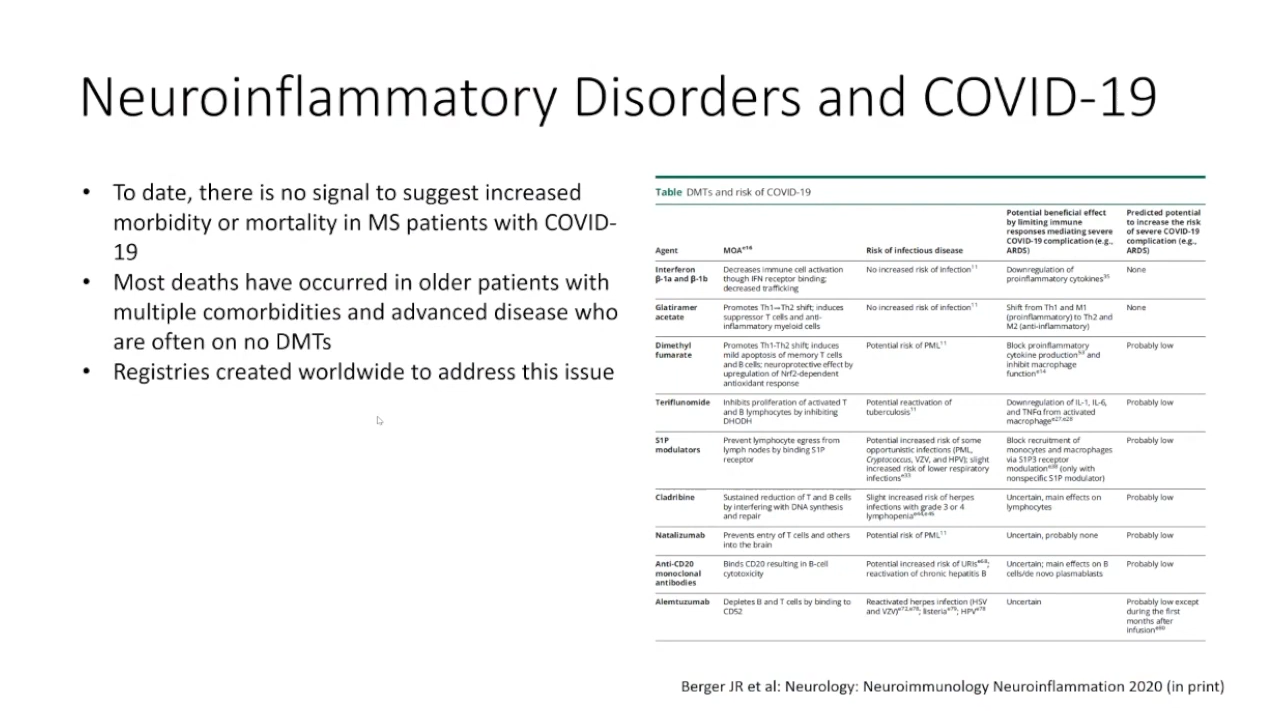 Neuroinflammatory Disorders and COVID-19
• To date, there is no signal to suggest increased
morbidity or mortality in MS patients with COVID-
19
• Most deaths have occurred in older patients with
multiple comorbidities and advanced disease who
are often on no DMTs
• Registries created worldwide to address this issue
Table DMTs and risk of COVID-19
Agent
MOA^e14
Risk of infectious disease
Potential beneficial effect
by limiting immune
responses mediating severe
COVID-19 complication (e.g.,
ARDS)
Predicted potential
to increase the risk
of severe COVID-19
complication (e.g.,
ARDS)
Interferon
β-1a and β-1b
Decreases immune cell activation
though IFN receptor binding;
decreased trafficking
No increased risk of infection¹¹
Downregulation of
proinflammatory cytokines³⁵
None
Glatiramer
acetate
Promotes Th1→Th2 shift; induces
suppressor T cells and anti-
inflammatory myeloid cells
No increased risk of infection¹¹
Shift from Th1 and M1
(proinflammatory) to Th2 and
M2 (anti-inflammatory)
None
Dimethyl
fumarate
Promotes Th1-Th2 shift; induces
mild apoptosis of memory T cells
and B cells; neuroprotective effect by
upregulation of Nrf2-dependent
antioxidant response
Potential risk of PML¹¹
Block proinflammatory
cytokine production and
inhibit macrophage
function^e14
Probably low
Teriflunomide
Inhibits proliferation of activated T
and B lymphocytes by inhibiting
DHODH
Potential reactivation of
tuberculosis¹¹
Downregulation of IL-1, IL-6,
and TNFα from activated
macrophage^e27,e28
Probably low
S1P
modulators
Prevent lymphocyte egress from
lymph nodes by binding S1P
receptor
Potential increased risk of some
opportunistic infections (PML,
Cryptococcus, VZV, and HPV); slight
increased risk of lower respiratory
infections^e33
Block recruitment of
monocytes and macrophages
via S1P3 receptor
modulation (only with
nonspecific S1P modulator)
Probably low
Cladribine
Sustained reduction of T and B cells
by interfering with DNA synthesis
and repair
Slight increased risk of herpes
infections with grade 3 or 4
lymphopenia
Uncertain, main effects on
lymphocytes
Probably low
Natalizumab
Prevents entry of T cells and others
into the brain
Potential risk of PML¹¹
Uncertain, probably none
Probably low
Anti-CD20
monoclonal
antibodies
Binds CD20 resulting in B-cell
cytotoxicity
Potential increased risk of URIs;
reactivation of chronic hepatitis B
Uncertain; main effects on B
cells/de novo plasmablasts
Probably low
Alemtuzumab
Depletes B and T cells by binding to
CD52
Reactivated herpes infection (HSV
and VZV); listeria; HPV
Uncertain
Probably low except
during the first
months after
infusion
Berger JR et al: Neurology: Neuroimmunology Neuroinflammation 2020 (in print)